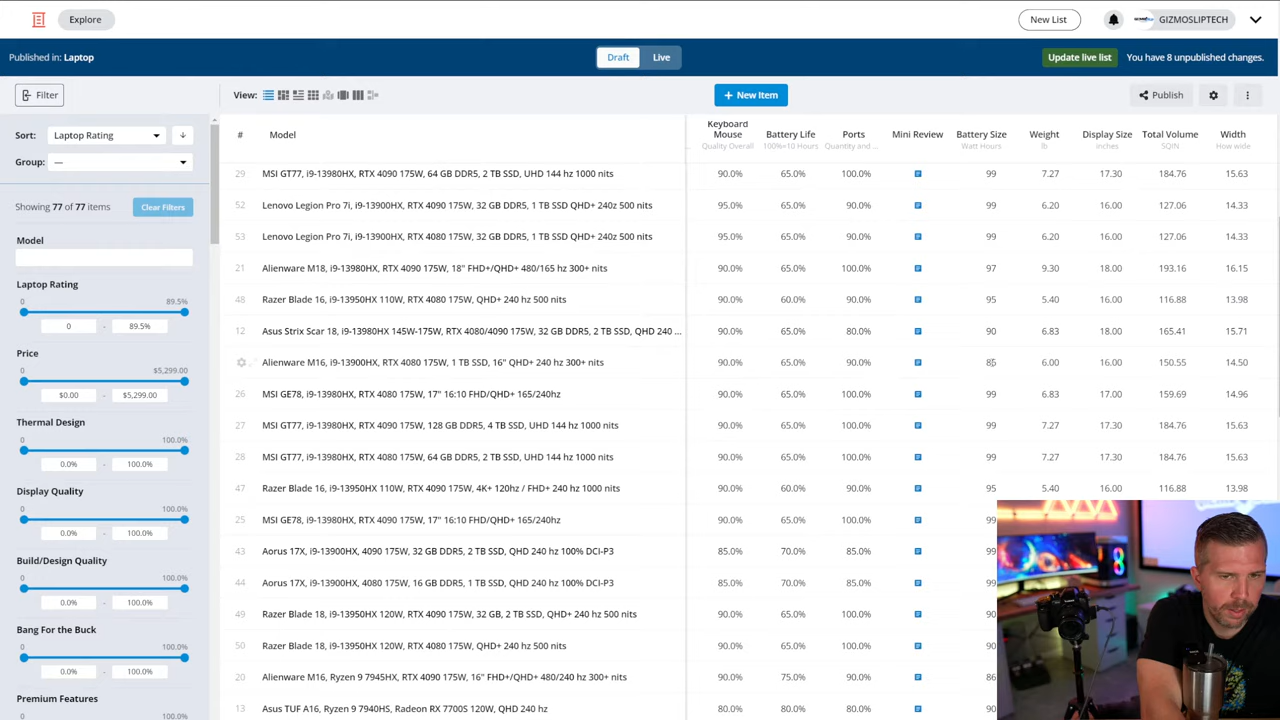 Explore
New List
GIZMOSLIPTECH
Published in: Laptop
Draft
Live
Update live list
You have 8 unpublished changes.
Filter
View:
+ New Item
Publish
Sort: Laptop Rating
Group: —
Showing 77 of 77 items
Clear Filters
Model
Laptop Rating
0 89.5%
0 - 89.5%
Price
0 $5,299.00
$0.00 - $5,299.00
Thermal Design
0 100.0%
0.0% - 100.0%
Display Quality
0 100.0%
0.0% - 100.0%
Build/Design Quality
0 100.0%
0.0% - 100.0%
Bang For the Buck
0 100.0%
0.0% - 100.0%
Premium Features
0 100.0%
# Model Keyboard Mouse Battery Life Ports Mini Review Battery Size Weight Display Size Total Volume Width
... Quality Overall 100%=10 Hours Quantity and ... Watt Hours lb inches SQIN How wide
29 MSI GT77, i9-13980HX, RTX 4090 175W, 64 GB DDR5, 2 TB SSD, UHD 144 hz 1000 nits 90.0% 65.0% 100.0% 99 7.27 17.30 184.76 15.63
52 Lenovo Legion Pro 7i, i9-13900HX, RTX 4090 175W, 32 GB DDR5, 1 TB SSD QHD+ 240z 500 nits 95.0% 65.0% 90.0% 99 6.20 16.00 127.06 14.33
53 Lenovo Legion Pro 7i, i9-13900HX, RTX 4080 175W, 32 GB DDR5, 1 TB SSD QHD+ 240z 500 nits 95.0% 65.0% 90.0% 99 6.20 16.00 127.06 14.33
21 Alienware M18, i9-13980HX, RTX 4090 175W, 18" FHD+/QHD+ 480/165 hz 300+ nits 90.0% 65.0% 100.0% 97 9.30 18.00 193.16 16.15
48 Razer Blade 16, i9-13950HX 110W, RTX 4090 175W, QHD+ 240 hz 500 nits 90.0% 60.0% 90.0% 95 5.40 16.00 116.88 13.98
12 Asus Strix Scar 18, i9-13980HX 145W-175W, RTX 4080/4090 175W, 32 GB DDR5, 2 TB SSD, QHD 240 ... 90.0% 65.0% 80.0% 90 6.83 18.00 165.41 15.71
Alienware M16, i9-13900HX, RTX 4080 175W, 1 TB SSD, 16" QHD+ 240 hz 300+ nits 90.0% 65.0% 90.0% 6.00 16.00 150.55 14.50
26 MSI GE78, i9-13980HX, RTX 4080 175W, 17" 16:10 FHD/QHD+ 165/240hz 90.0% 65.0% 100.0% 99 6.83 17.00 159.69 14.96
27 MSI GT77, i9-13980HX, RTX 4090 175W, 128 GB DDR5, 4 TB SSD, UHD 144 hz 1000 nits 90.0% 65.0% 100.0% 99 7.27 17.30 184.76 15.63
28 MSI GT77, i9-13980HX, RTX 4080 175W, 64 GB DDR5, 2 TB SSD, UHD 144 hz 1000 nits 90.0% 65.0% 100.0% 99 7.27 17.30 184.76 15.63
47 Razer Blade 16, i9-13950HX 110W, RTX 4090 175W, 4K+ 120hz / FHD+ 240 hz 1000 nits 90.0% 60.0% 90.0% 95 5.40 16.00 116.88 13.98
25 MSI GE78, i9-13980HX, RTX 4090 175W, 17" 16:10 FHD/QHD+ 165/240hz 90.0% 65.0% 100.0% 99
43 Aorus 17X, i9-13900HX, 4090 175W, 32 GB DDR5, 2 TB SSD, QHD 240 hz 100% DCI-P3 85.0% 70.0% 85.0% 99
44 Aorus 17X, i9-13900HX, 4080 175W, 16 GB DDR5, 1 TB SSD, QHD 240 hz 100% DCI-P3 85.0% 70.0% 85.0% 99
49 Razer Blade 18, i9-13950HX 120W, RTX 4090 175W, 32 GB, 2 TB SSD, QHD+ 240 hz 500 nits 90.0% 65.0% 100.0% 90
50 Razer Blade 18, i9-13950HX 120W, RTX 4080 175W, QHD+ 240 hz 500 nits 90.0% 65.0% 100.0%
20 Alienware M16, Ryzen 9 7945HX, RTX 4090 175W, 16" FHD+/QHD+ 480/240 hz 300+ nits 90.0% 75.0% 90.0% 86
13 Asus TUF A16, Ryzen 9 7940HS, Radeon RX 7700S 120W, QHD 240 hz 80.0% 80.0% 80.0% 90